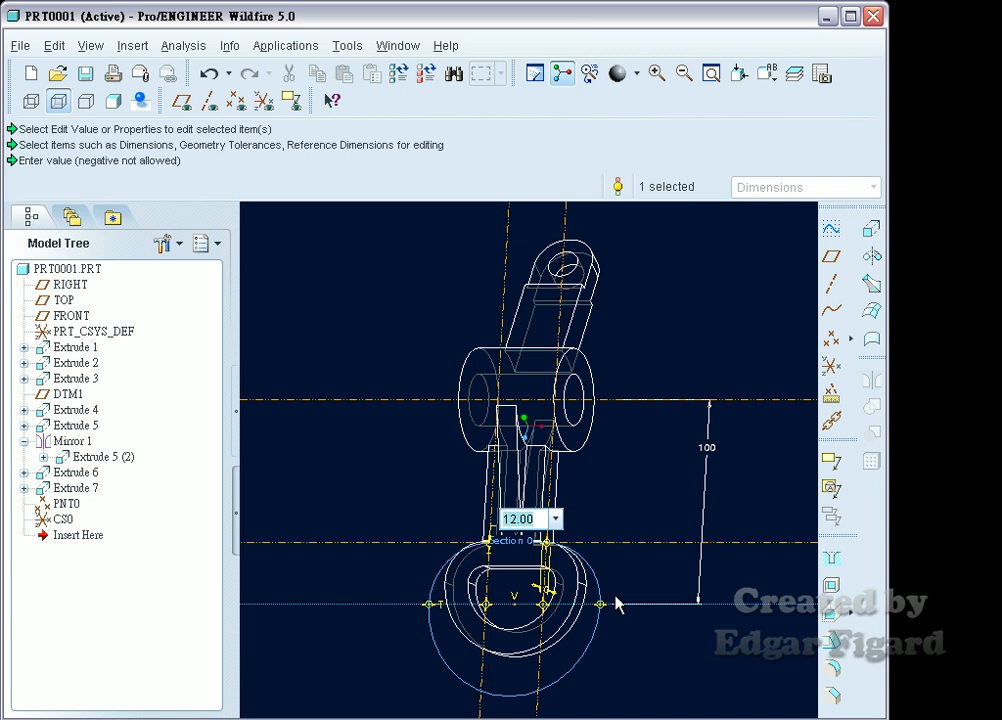 PRT0001 (Active) - Pro/ENGINEER Wildfire 5.0
File Edit View Insert Analysis Info Applications Tools Window Help
Select Edit Value or Properties to edit selected item(s)
Select items such as Dimensions, Geometry Tolerances, Reference Dimensions for editing
Enter value (negative not allowed)
1 selected
Dimensions
Model Tree
PRT0001.PRT
RIGHT
TOP
FRONT
PRT_CSYS_DEF
Extrude 1
Extrude 2
Extrude 3
DTM1
Extrude 4
Extrude 5
Mirror 1
Extrude 5 (2)
Extrude 6
Extrude 7
PNT0
CS0
Insert Here
100
12.00
Section 0
V
T
Created by
Edgar Figard